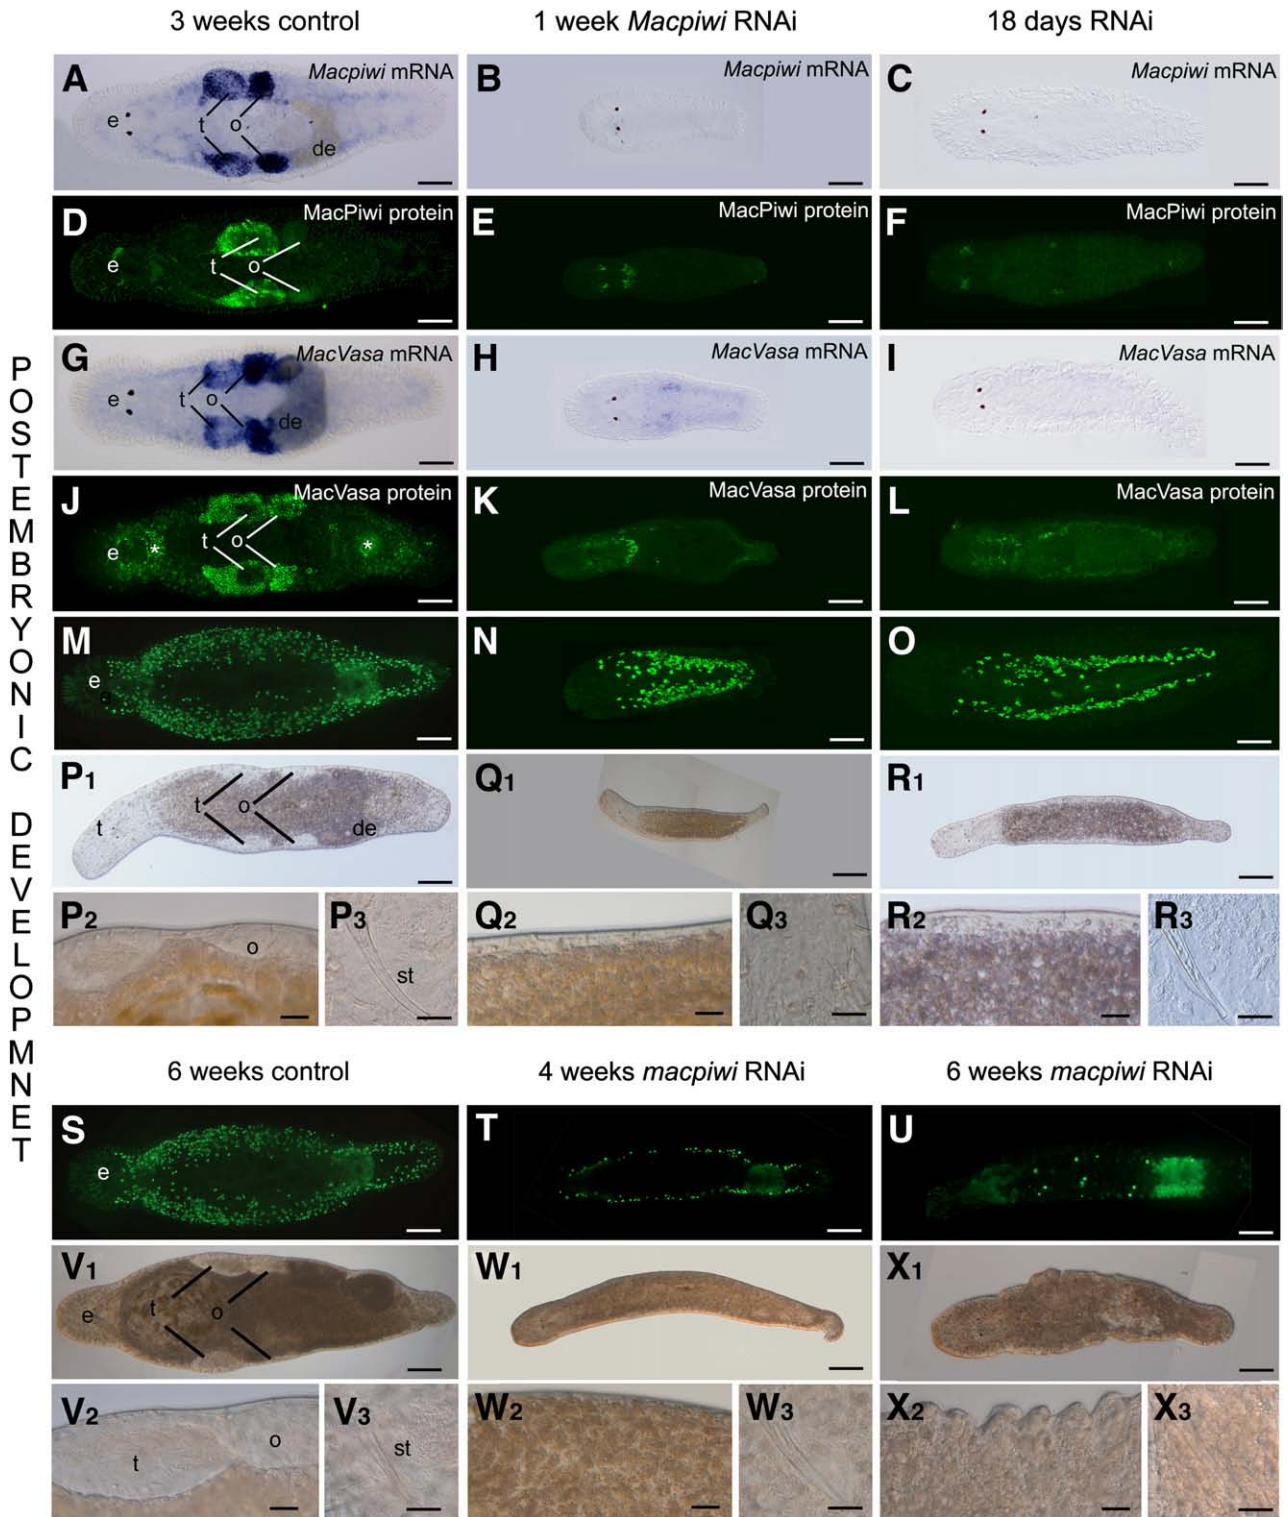 3 weeks control 1 week Macpiwi RNAi 18 days RNAi
A Macpiwi mRNA e t o de
B Macpiwi mRNA
C Macpiwi mRNA
D MacPiwi protein e t o
E MacPiwi protein
F MacPiwi protein
G MacVasa mRNA e t o de
H MacVasa mRNA
I MacVasa mRNA
J MacVasa protein e * t o *
K MacVasa protein
L MacVasa protein
M e
N
O
P1 t t o de
Q1
R1
P2 o
P3 st
Q2
Q3
R2
R3
POSTEMBRYONIC DEVELOPMNET
6 weeks control 4 weeks macpiwi RNAi 6 weeks macpiwi RNAi
S e
T
U
V1 e t o
W1
X1
V2 t o
V3 st
W2
W3
X2
X3